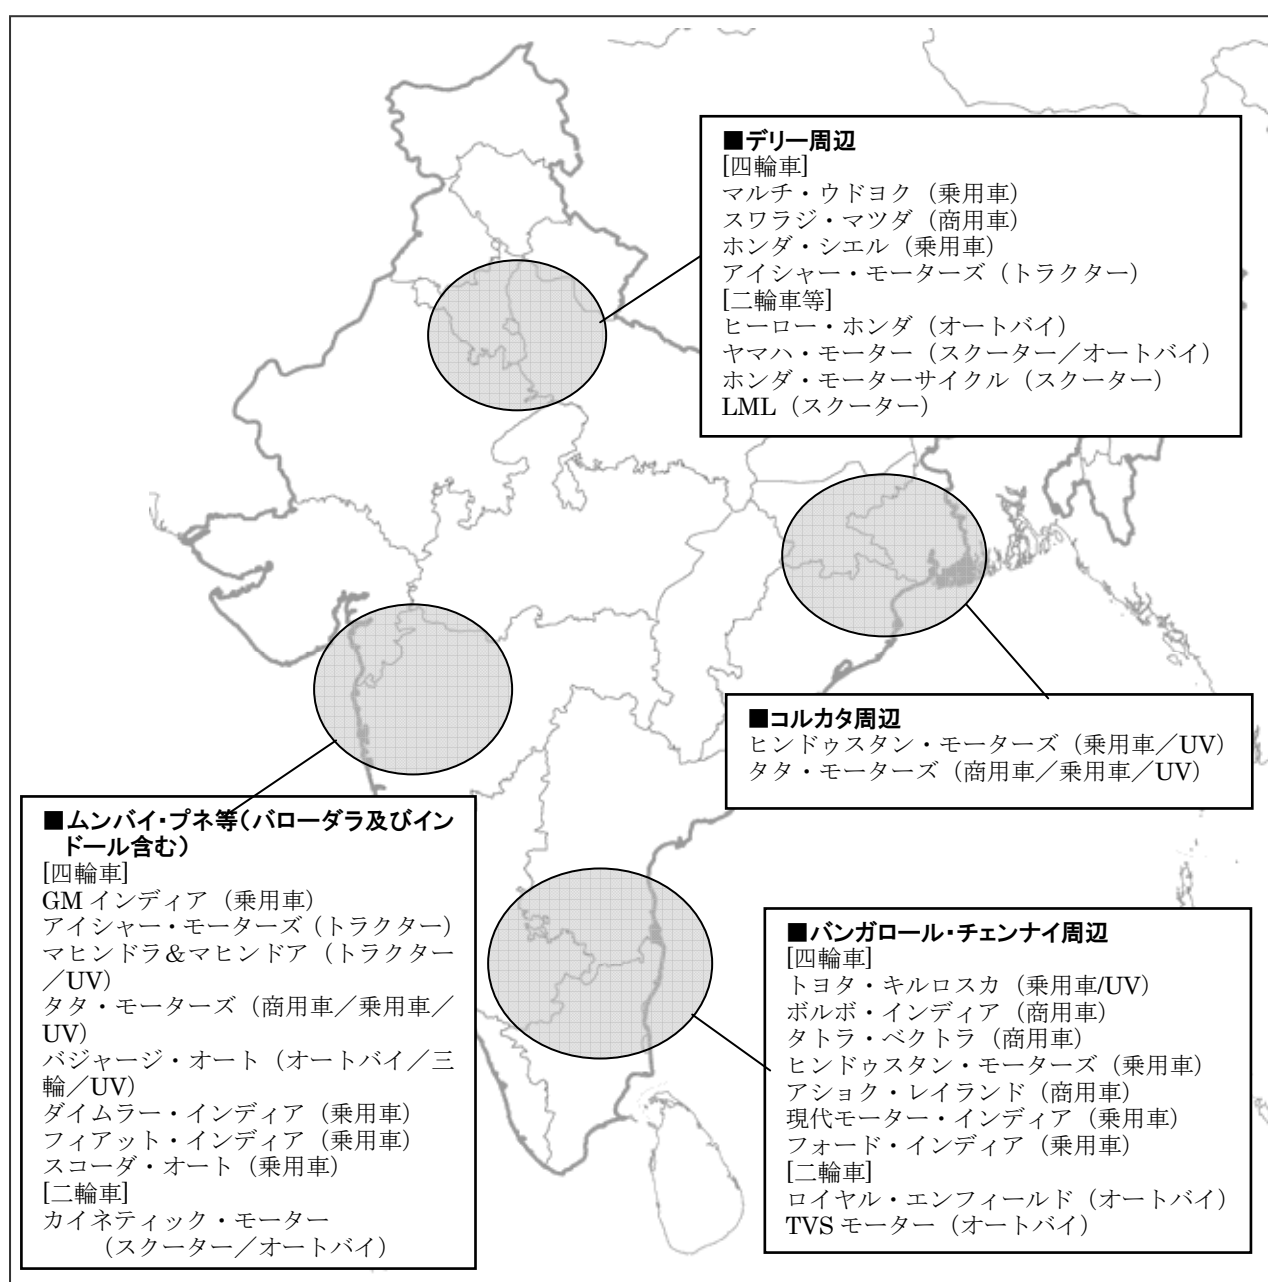 ■デリー周辺
[四輪車]
マルチ・ウドヨク（乗用車）
スワラジ・マツダ（商用車）
ホンダ・シエル（乗用車）
アイシャー・モーターズ（トラクター）
[二輪車等]
ヒーロー・ホンダ（オートバイ）
ヤマハ・モーター（スクーター／オートバイ）
ホンダ・モーターサイクル（スクーター）
LML（スクーター）
■コルカタ周辺
ヒンドゥスタン・モーターズ（乗用車／UV）
タタ・モーターズ（商用車／乗用車／UV）
■ムンバイ・プネ等（バローダラ及びイン
ドール含む）
[四輪車]
GM インディア（乗用車）
アイシャー・モーターズ（トラクター）
マヒンドラ＆マヒンドア（トラクター
／UV）
タタ・モーターズ（商用車／乗用車／
UV）
バジャージ・オート（オートバイ／三
輪／UV）
ダイムラー・インディア（乗用車）
フィアット・インディア（乗用車）
スコーダ・オート（乗用車）
[二輪車]
カイネティック・モーター
（スクーター／オートバイ）
■バンガロール・チェンナイ周辺
[四輪車]
トヨタ・キルロスカ（乗用車/UV）
ボルボ・インディア（商用車）
タトラ・ベクトラ（商用車）
ヒンドゥスタン・モーターズ（乗用車）
アショク・レイランド（商用車）
現代モーター・インディア（乗用車）
フォード・インディア（乗用車）
[二輪車]
ロイヤル・エンフィールド（オートバイ）
TVS モーター（オートバイ）